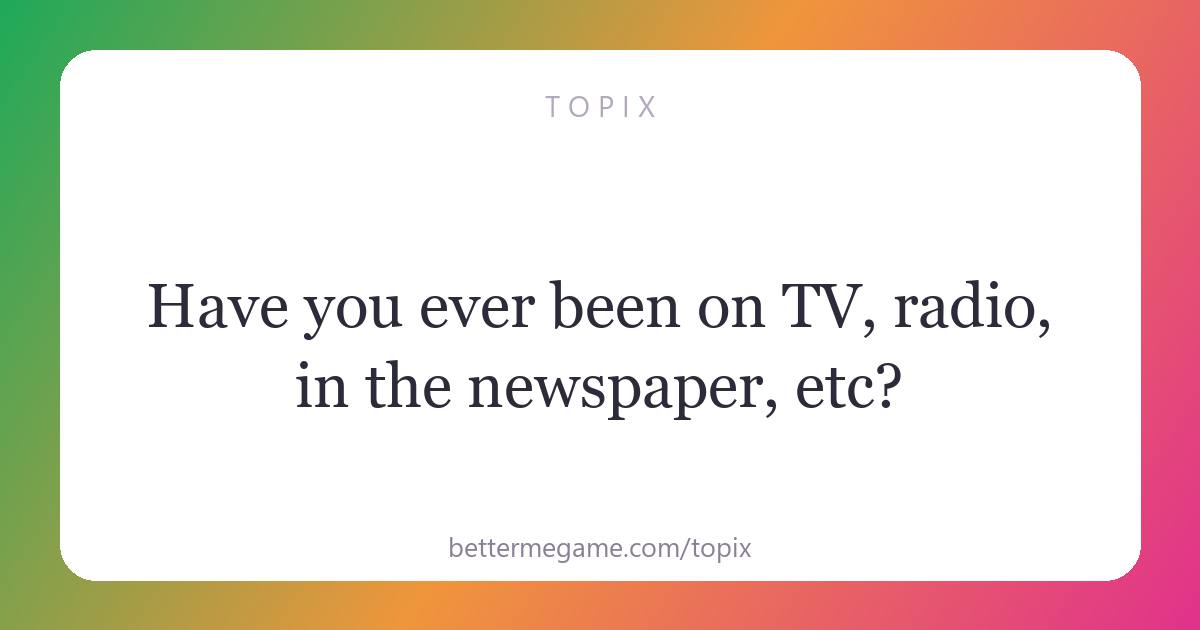 TOPIX
Have you ever been on TV, radio,
in the newspaper, etc?
bettermegame.com/topix